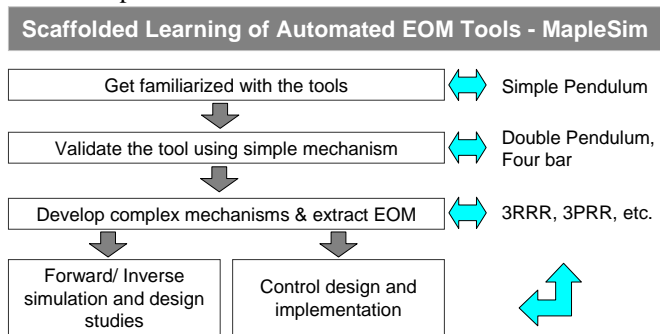 Scaffolded Learning of Automated EOM Tools - MapleSim
Get familiarized with the tools
Simple Pendulum
Validate the tool using simple mechanism
Double Pendulum,
Four bar
Develop complex mechanisms & extract EOM
3RRR, 3PRR, etc.
Forward/ Inverse
simulation and design
studies
Control design and
implementation